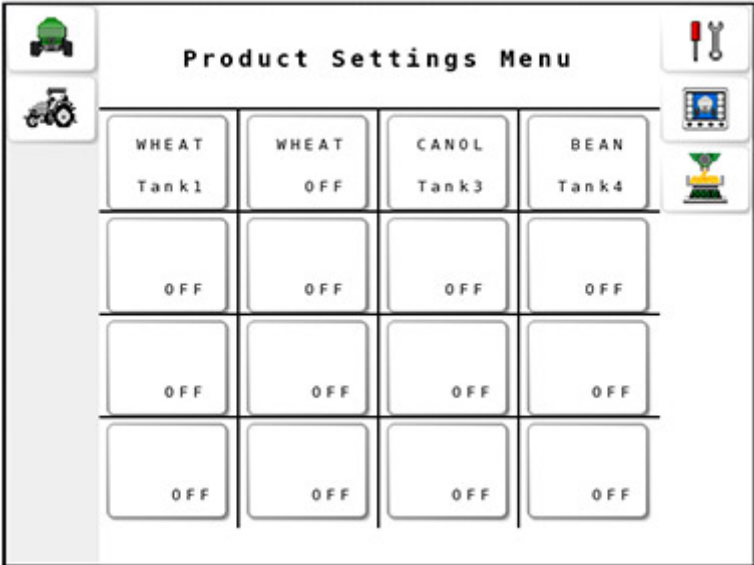 Product Settings Menu
WHEAT WHEAT CANOL BEAN
Tank1 OFF Tank3 Tank4
OFF OFF OFF OFF
OFF OFF OFF OFF
OFF OFF OFF OFF